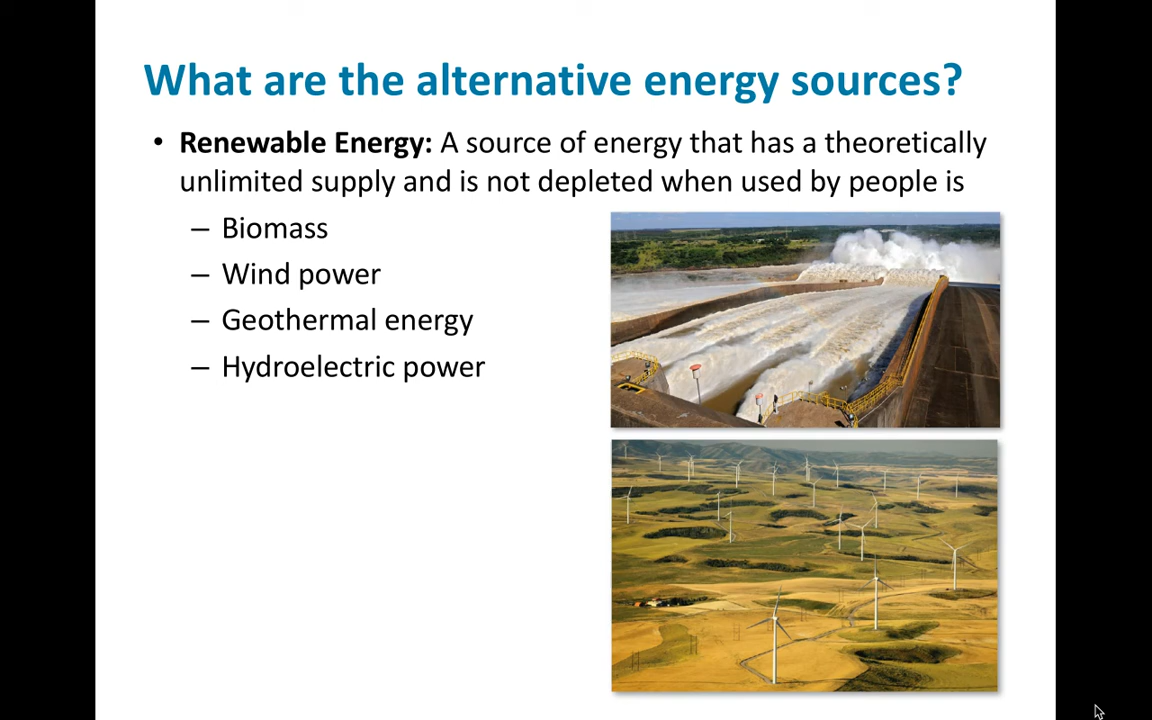 What are the alternative energy sources?
• Renewable Energy: A source of energy that has a theoretically
unlimited supply and is not depleted when used by people is
– Biomass
– Wind power
– Geothermal energy
– Hydroelectric power